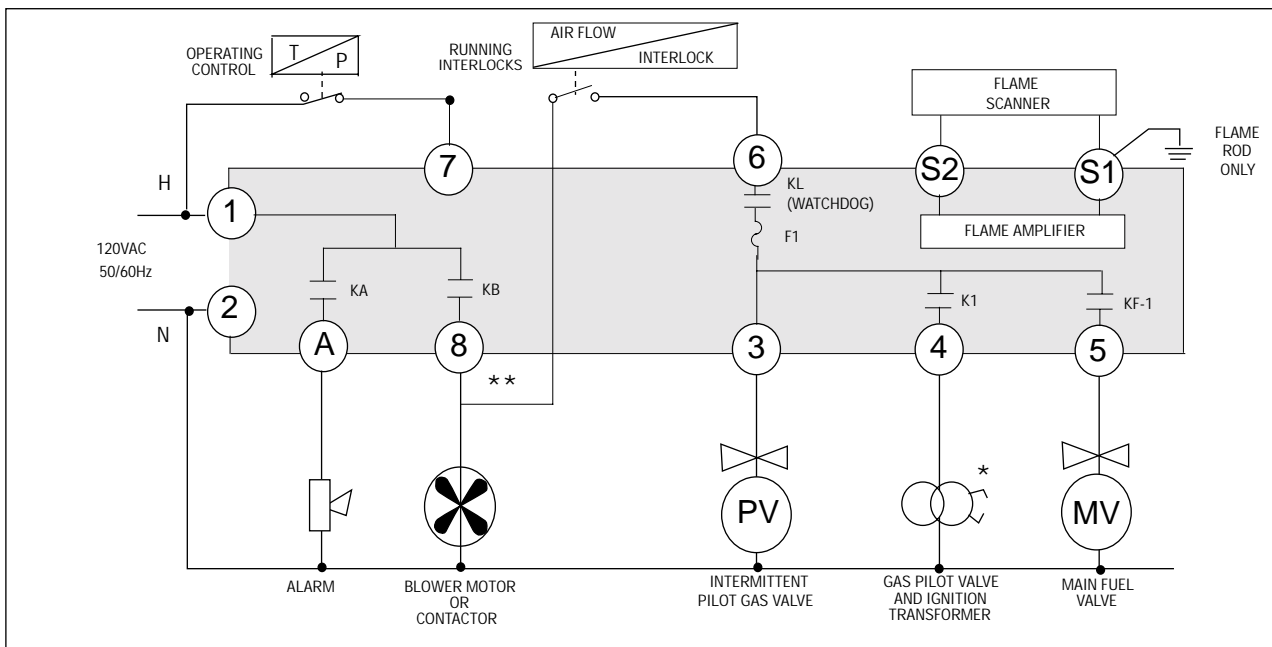 AIR FLOW
INTERLOCK
OPERATING
CONTROL
T
P
RUNNING
INTERLOCKS
FLAME
SCANNER
FLAME
ROD
ONLY
7
6
S2
S1
H
1
KL
(WATCHDOG)
F1
FLAME AMPLIFIER
120VAC
50/60Hz
2
N
KA
KB
K1
KF-1
A
8
3
4
5
**
*
PV
MV
ALARM
BLOWER MOTOR
OR
CONTACTOR
INTERMITTENT
PILOT GAS VALVE
GAS PILOT VALVE
AND IGNITION
TRANSFORMER
MAIN FUEL
VALVE